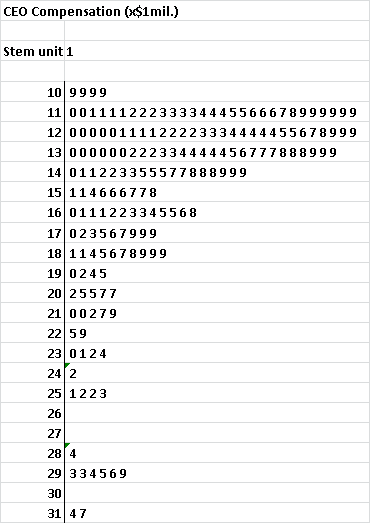 CEO Compensation (x$1mil.)
Stem unit 1
10 9 9 9 9
11 0 0 1 1 1 1 2 2 2 3 3 3 3 4 4 4 5 5 6 6 6 7 8 9 9 9 9 9 9
12 0 0 0 0 0 1 1 1 1 2 2 2 2 3 3 3 4 4 4 4 4 5 5 6 7 8 9 9 9
13 0 0 0 0 0 0 2 2 2 3 3 4 4 4 4 4 5 6 7 7 7 8 8 8 9 9 9
14 0 1 1 2 2 3 3 5 5 5 7 7 8 8 8 9 9 9
15 1 1 4 6 6 6 7 7 8
16 0 1 1 1 2 2 3 3 4 5 5 6 8
17 0 2 3 5 6 7 9 9 9
18 1 1 4 5 6 7 8 9 9 9
19 0 2 4 5
20 2 5 5 7 7
21 0 0 2 7 9
22 5 9
23 0 1 2 4
24 2
25 1 2 2 3
26
27
28 4
29 3 3 4 5 6 9
30
31 4 7